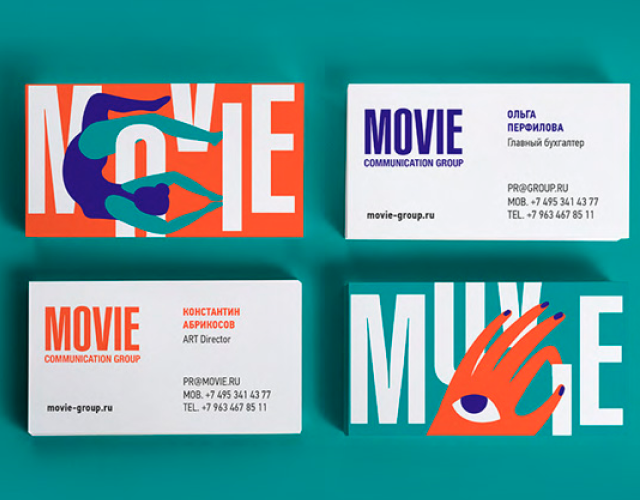 MOVIE
MOVIE
COMMUNICATION GROUP
movie-group.ru
ОЛЬГА
ПЕРФИЛОВА
Главный бухгалтер
PR@GROUP.RU
MOB. +7 495 341 43 77
TEL. +7 963 467 85 11
MOVIE
COMMUNICATION GROUP
movie-group.ru
КОНСТАНТИН
АБРИКОСОВ
ART Director
PR@MOVIE.RU
MOB. +7 495 341 43 77
TEL. +7 963 467 85 11
MOVIE